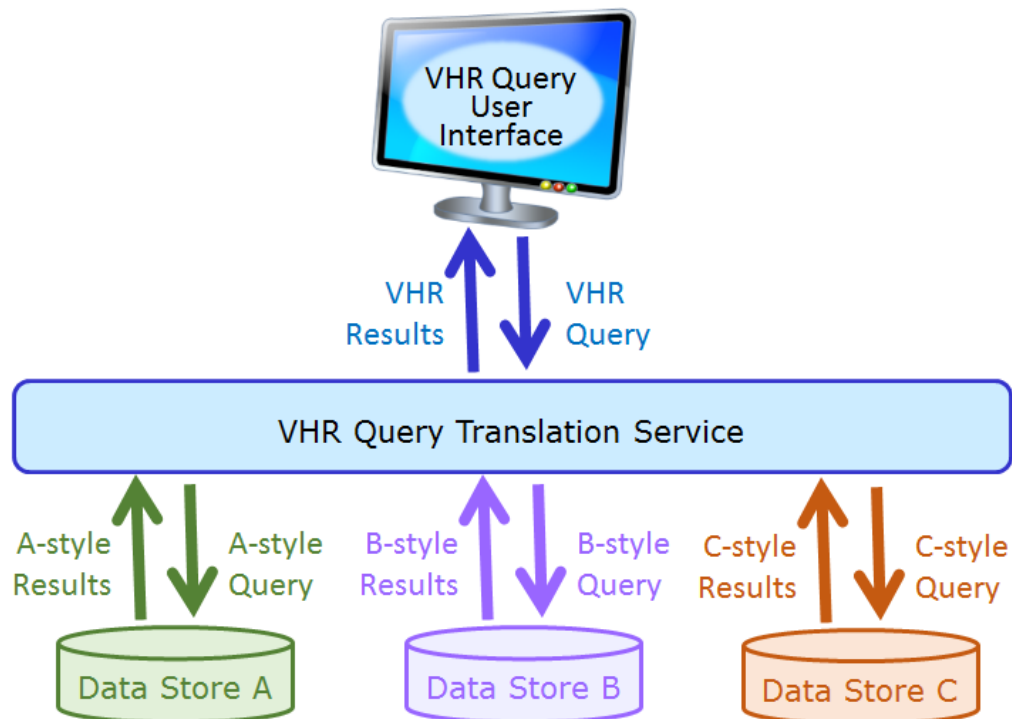 VHR Query
User
Interface
VHR
Results
VHR
Query
VHR Query Translation Service
A-style
Results
A-style
Query
B-style
Results
B-style
Query
C-style
Results
C-style
Query
Data Store A
Data Store B
Data Store C